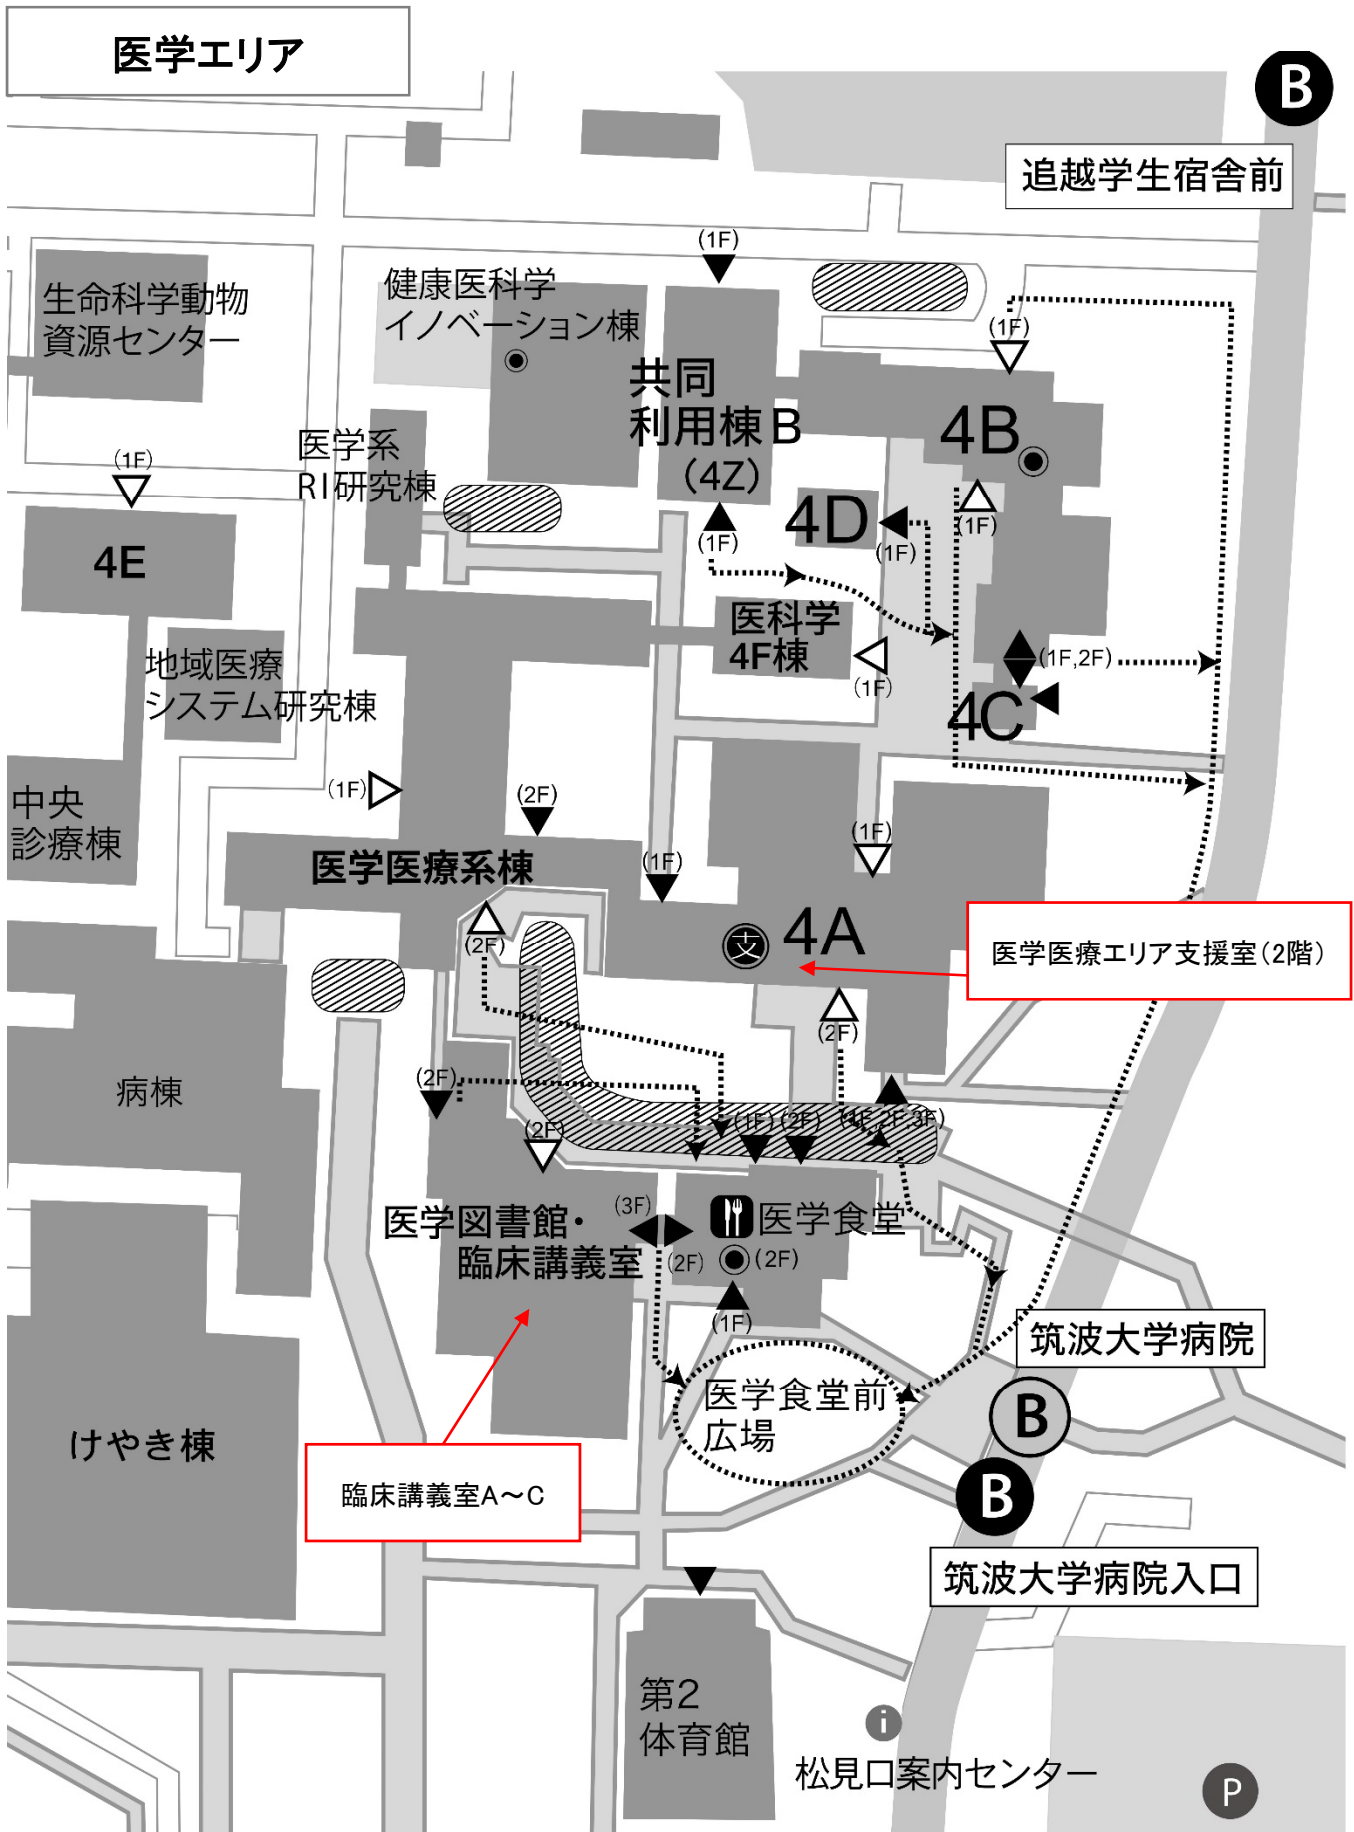 医学エリア
B
追越学生宿舎前
(1F)
生命科学動物
資源センター
健康医科学
イノベーション棟
(1F)
共同
利用棟B
(4Z)
4B
医学系
RI研究棟
(1F)
4D
(1F)
(1F)
(1F)
4E
医科学
4F棟
(1F)
(1F,2F)
4C
地域医療
システム研究棟
中央
診療棟
(1F)
(2F)
(1F)
(1F)
医学医療系棟
支
4A
(2F)
医学医療エリア支援室(2階)
(2F)
病棟
(2F)
(2F)
(1F)
(2F)
(1F,2F,3F)
医学図書館・
臨床講義室
(3F)
(2F)
医学食堂
(2F)
(1F)
筑波大学病院
B
医学食堂前
広場
けやき棟
臨床講義室A～C
B
筑波大学病院入口
第2
体育館
i
松見口案内センター
P